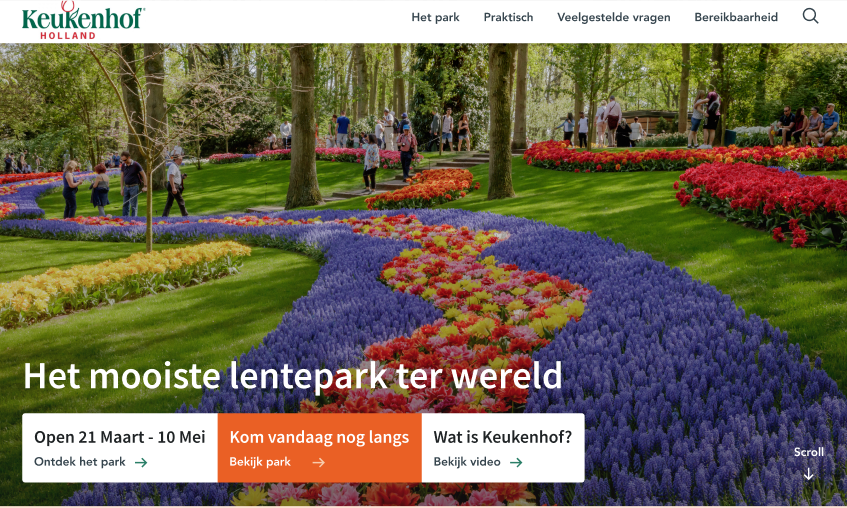 Keukenhof
HOLLAND
Het park
Praktisch
Veelgestelde vragen
Bereikbaarheid
Het mooiste lentepark ter wereld
Open 21 Maart - 10 Mei
Ontdek het park
Kom vandaag nog langs
Bekijk park
Wat is Keukenhof?
Bekijk video
Scroll